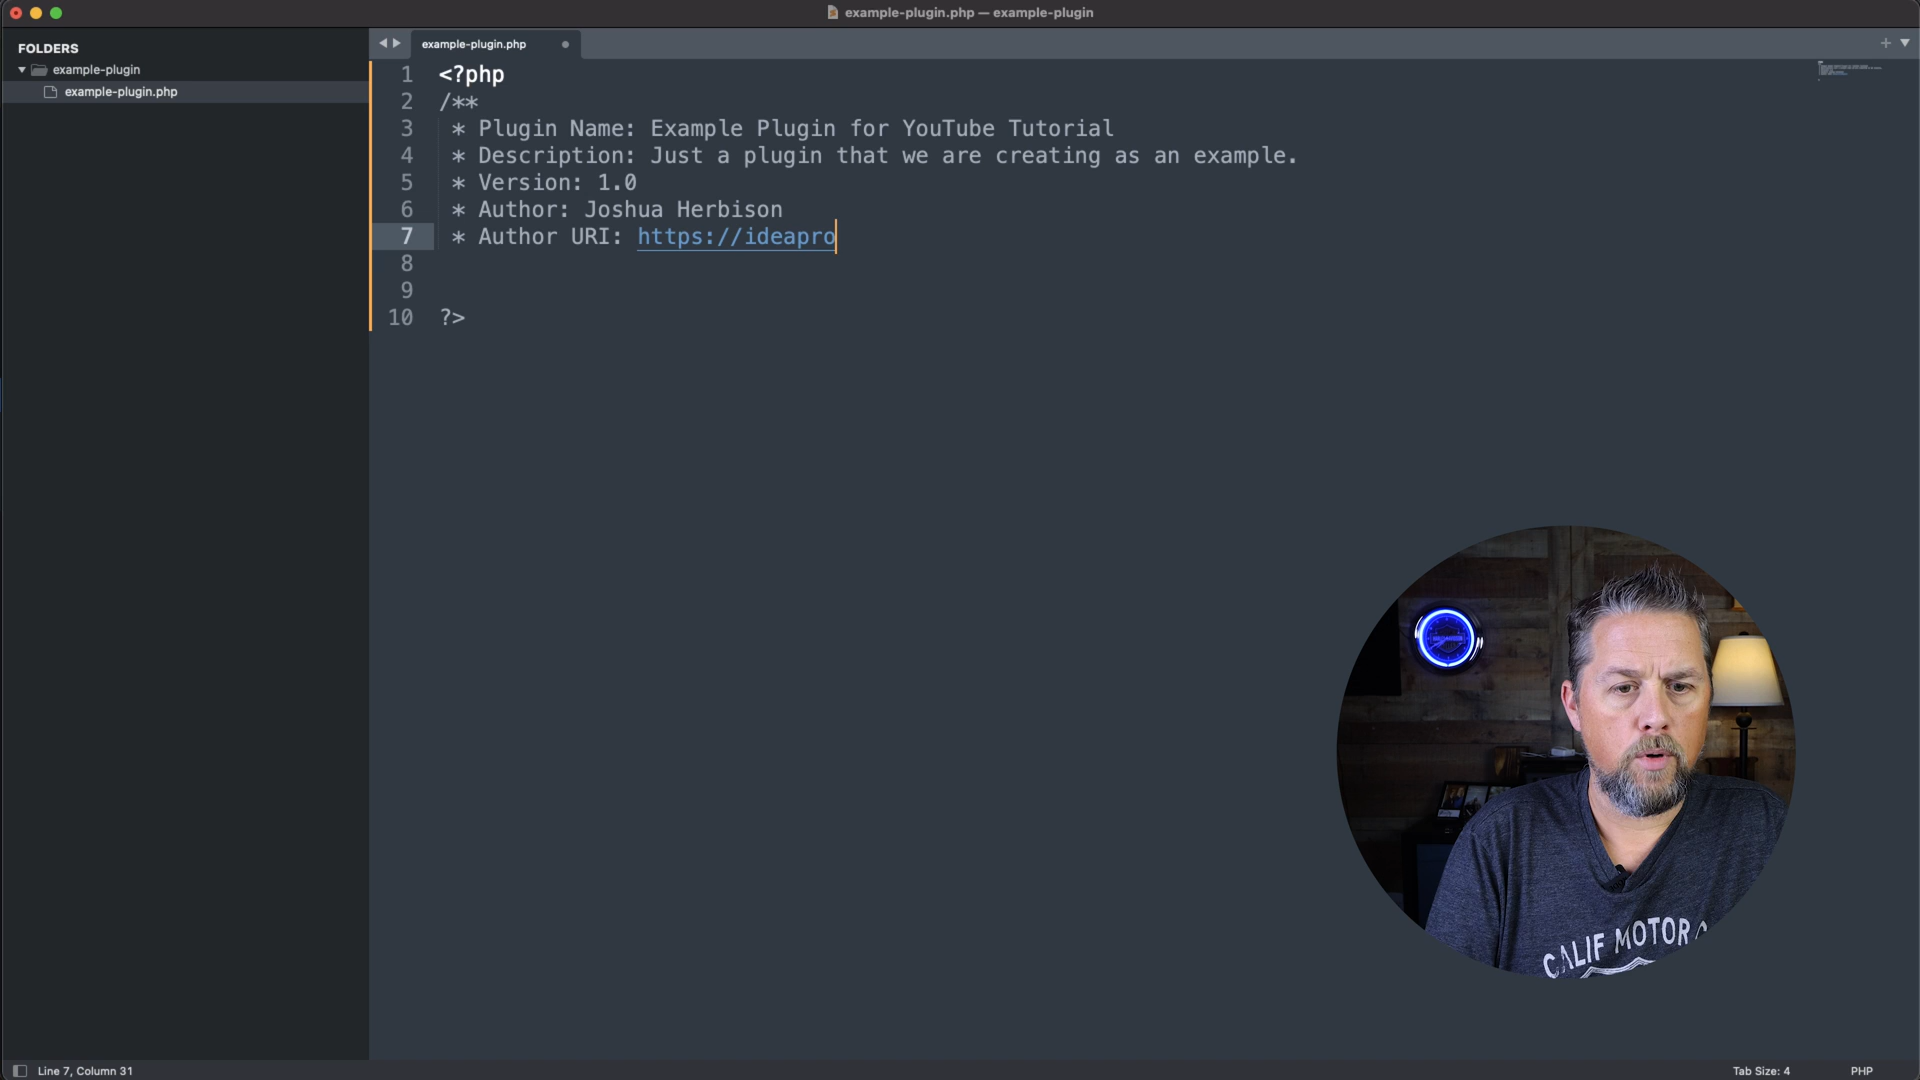 example-plugin.php — example-plugin
FOLDERS
example-plugin
example-plugin.php
example-plugin.php
1 <?php
2 /**
3 * Plugin Name: Example Plugin for YouTube Tutorial
4 * Description: Just a plugin that we are creating as an example.
5 * Version: 1.0
6 * Author: Joshua Herbison
7 * Author URI: https://ideapro
8
9
10 ?>
CALIF MOTOR
Line 7, Column 31
Tab Size: 4
PHP